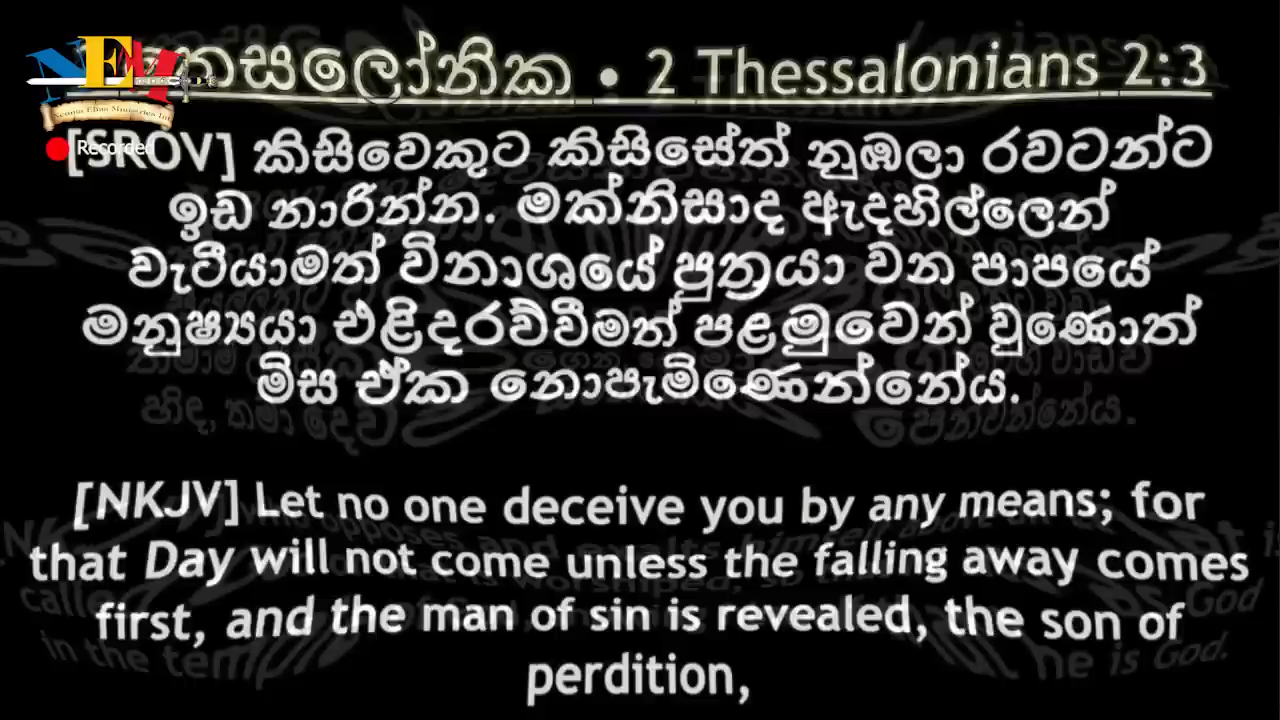 NEM
තෙසලෝනික • 2 Thessalonians 2:3
Recorded
[SROV] කිසිවෙකුට කිසිසේත් නුඹලා රවටන්ට
ඉඩ නාරින්න. මක්නිසාද ඇදහිල්ලෙන්
වැටීයාමත් විනාශයේ පුත්‍රයා වන පාපයේ
මනුෂ්‍යයා එළිදරව්වීමත් පළමුවෙන් වුණොත්
මිස ඒක නොපැමිණෙන්නේය.
[NKJV] Let no one deceive you by any means; for
that Day will not come unless the falling away comes
first, and the man of sin is revealed, the son of
perdition,